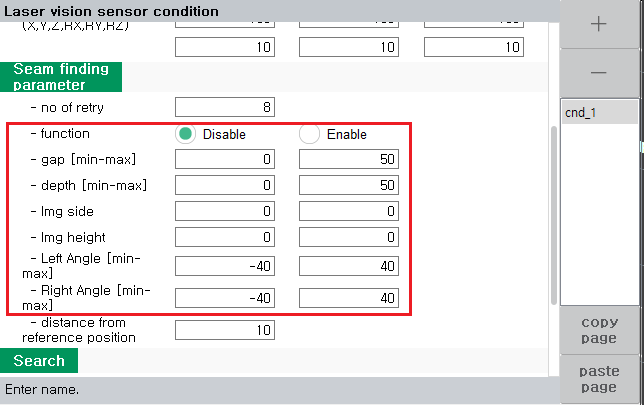 Laser vision sensor condition
(X,Y,Z,RX,RY,RZ)
10 10 10
Seam finding
parameter
- no of retry 8
- function Disable Enable
- gap [min-max] 0 50
- depth [min-max] 0 50
- Img side 0 0
- Img height 0 0
- Left Angle [min-
max] -40 40
- Right Angle [min-
max] -40 40
- distance from
reference position 10
Search
Enter name.
+
-
cnd_1
copy
page
paste
page